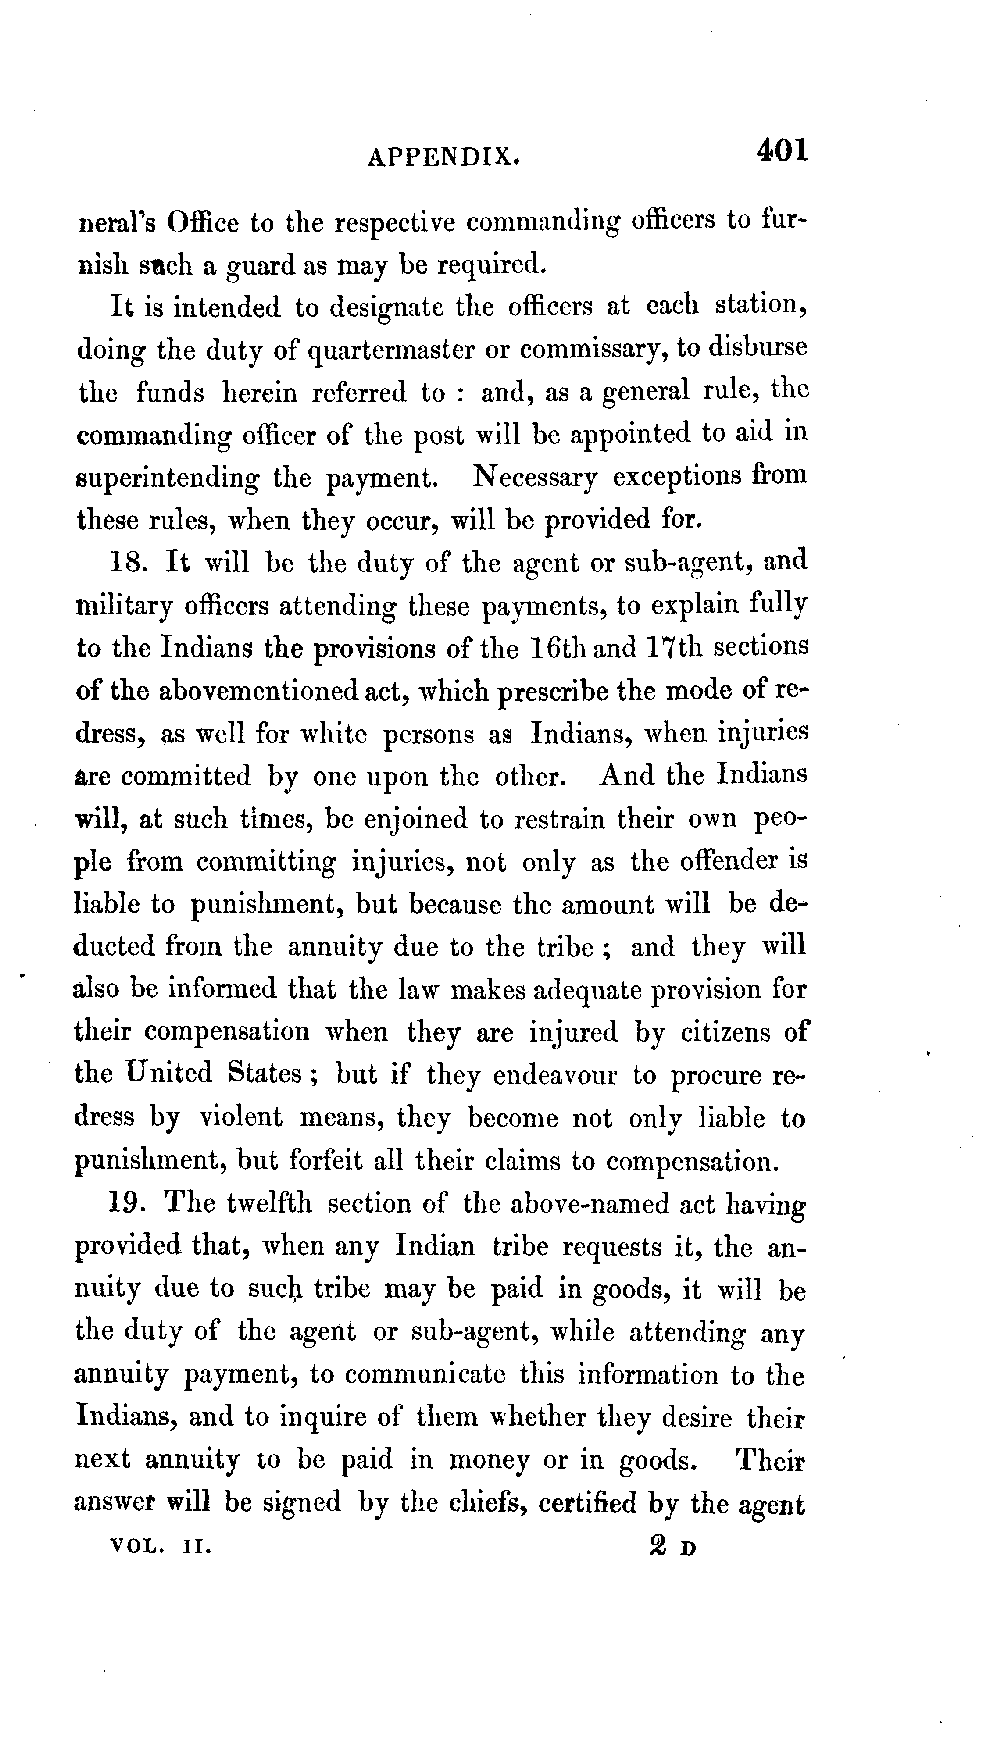 APPENDIX. 401
neral's Office to the respective commanding officers to fur-
nish such a guard as may be required.
It is intended to designate the officers at each station,
doing the duty of quartermaster or commissary, to disburse
the funds herein referred to : and, as a general rule, the
commanding officer of the post will be appointed to aid in
superintending the payment. Necessary exceptions from
these rules, when they occur, will be provided for.
18. It will be the duty of the agent or sub-agent, and
military officers attending these payments, to explain fully
to the Indians the provisions of the 16th and 17th sections
of the abovementioned act, which prescribe the mode of re-
dress, as well for white persons as Indians, when injuries
are committed by one upon the other. And the Indians
will, at such times, be enjoined to restrain their own peo-
ple from committing injuries, not only as the offender is
liable to punishment, but because the amount will be de-
ducted from the annuity due to the tribe ; and they will
also be informed that the law makes adequate provision for
their compensation when they are injured by citizens of
the United States ; but if they endeavour to procure re-
dress by violent means, they become not only liable to
punishment, but forfeit all their claims to compensation.
19. The twelfth section of the above-named act having
provided that, when any Indian tribe requests it, the an-
nuity due to such tribe may be paid in goods, it will be
the duty of the agent or sub-agent, while attending any
annuity payment, to communicate this information to the
Indians, and to inquire of them whether they desire their
next annuity to be paid in money or in goods. Their
answer will be signed by the chiefs, certified by the agent
VOL. II. 2 D